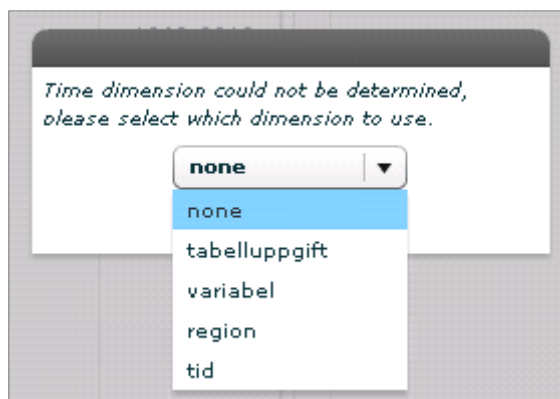 Time dimension could not be determined,
please select which dimension to use.
none
none
tabelluppgift
variabel
region
tid